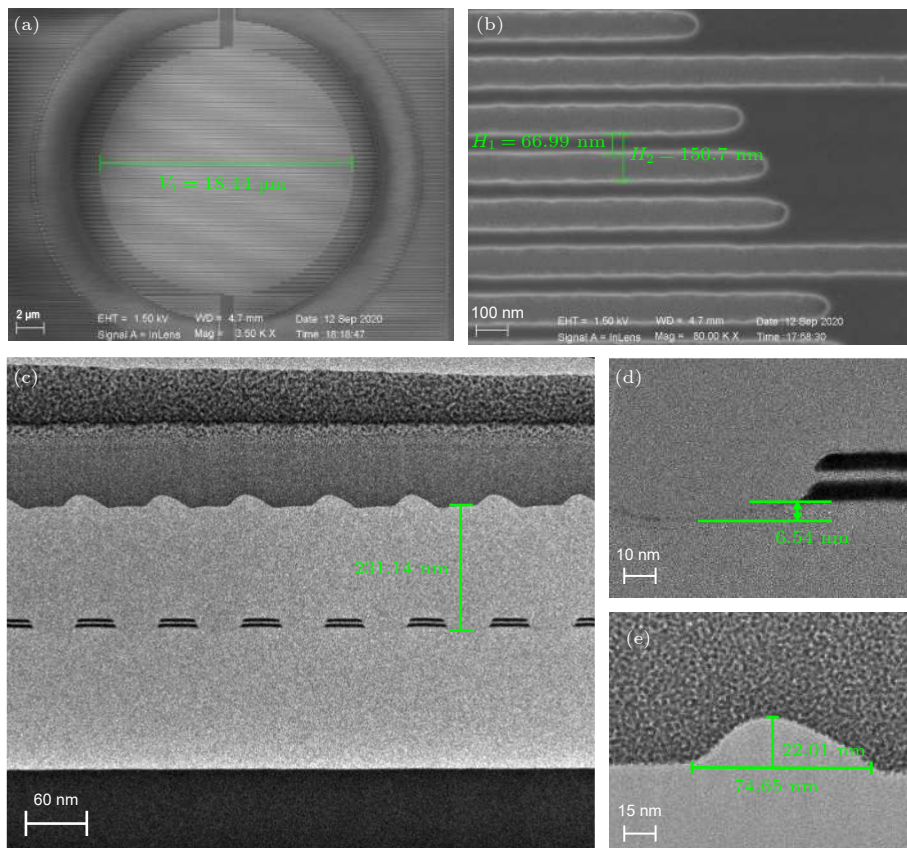 (a)
V₁ = 18.44 μm
2 μm
EHT = 1.50 kV WD = 4.7 mm Date :12 Sep 2020
Signal A = InLens Mag = 3.50 K X Time :18:18:47
(b)
H₁ = 66.99 nm
H₂ = 150.7 nm
100 nm
EHT = 1.50 kV WD = 4.7 mm Date :12 Sep 2020
Signal A = InLens Mag = 80.00 K X Time :17:58:30
(c)
231.14 nm
60 nm
(d)
6.54 nm
10 nm
(e)
22.01 nm
74.65 nm
15 nm